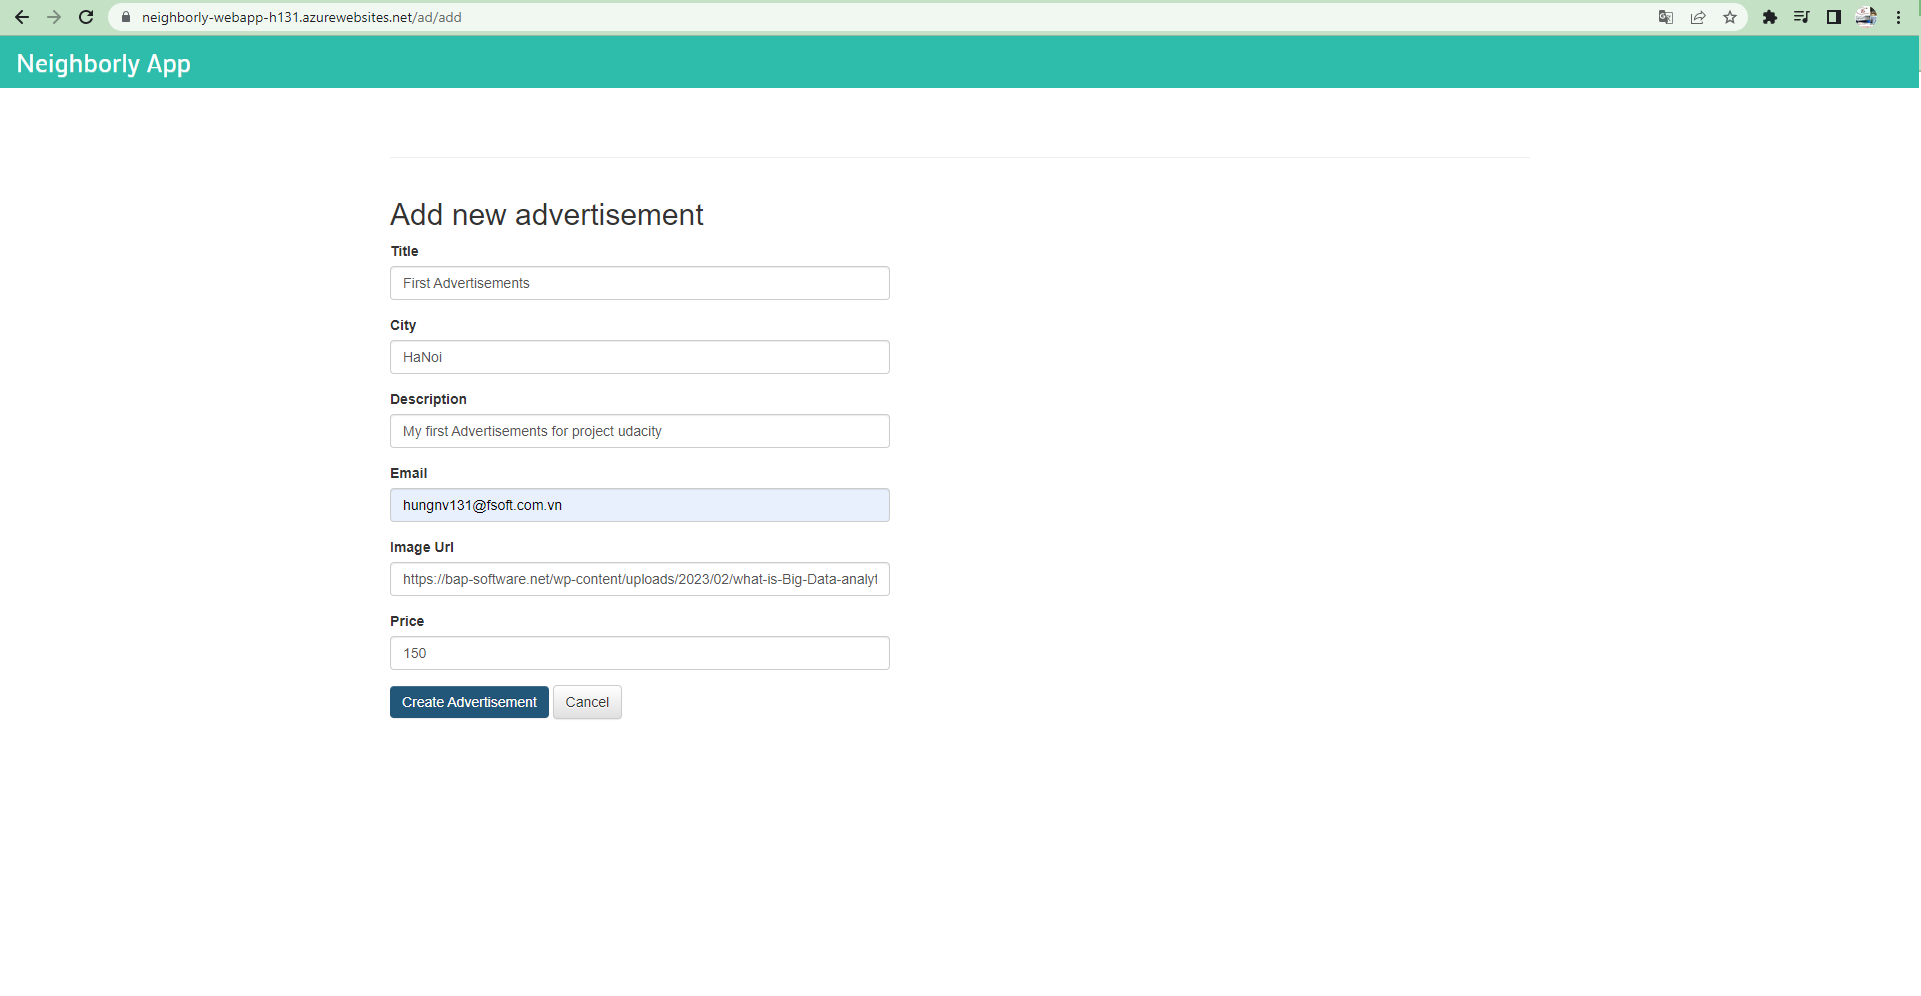 neighborly-webapp-h131.azurewebsites.net/ad/add
Neighborly App
Add new advertisement
Title
First Advertisements
City
HaNoi
Description
My first Advertisements for project udacity
Email
hungnv131@fsoft.com.vn
Image Url
https://bap-software.net/wp-content/uploads/2023/02/what-is-Big-Data-analyt
Price
150
Create Advertisement Cancel